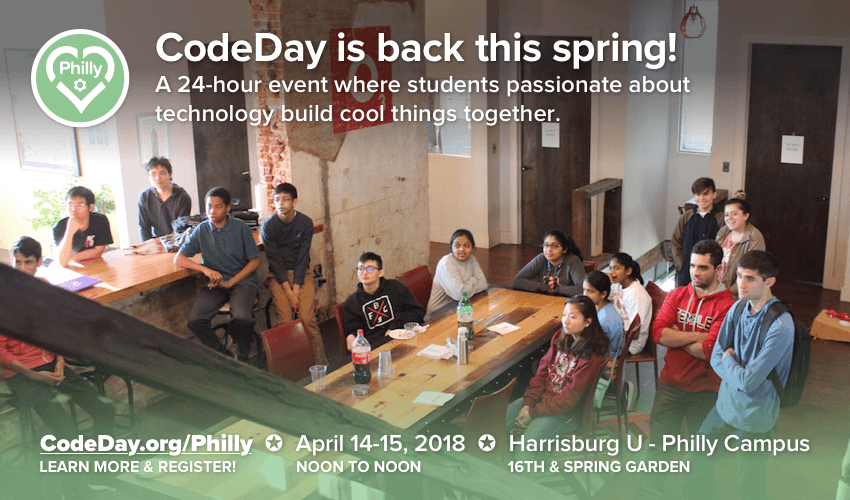 Philly
CodeDay is back this spring!
A 24-hour event where students passionate about
technology build cool things together.
TEMPLE
CodeDay.org/Philly ✪ April 14-15, 2018 ✪ Harrisburg U - Philly Campus
LEARN MORE & REGISTER! NOON TO NOON 16TH & SPRING GARDEN